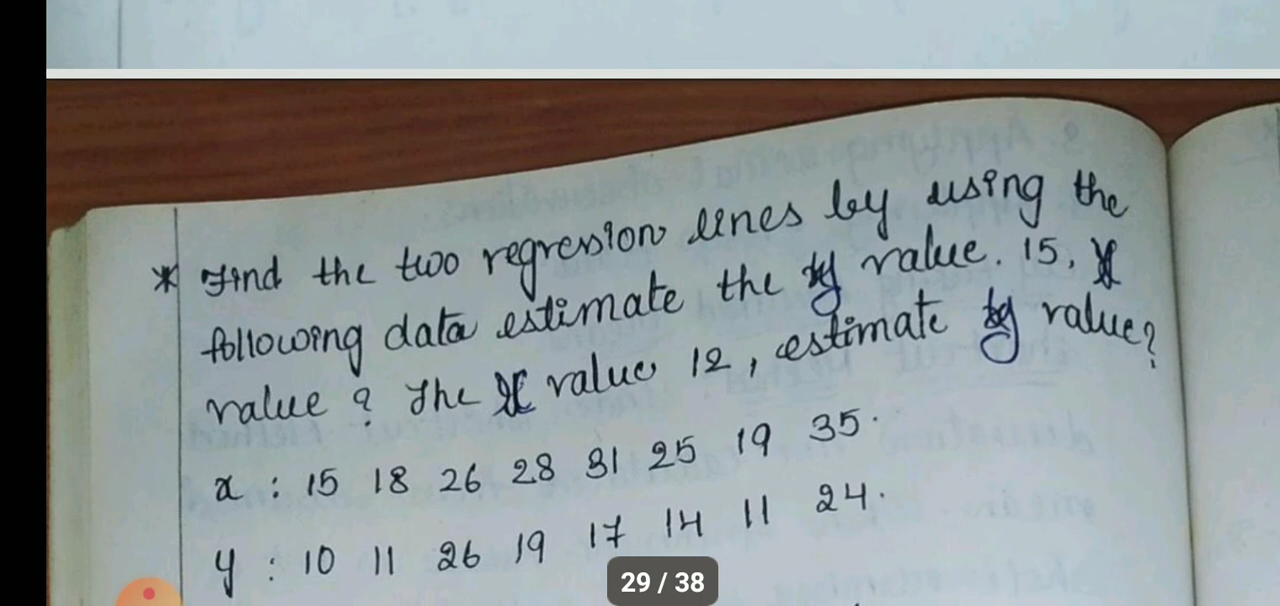 * Find the two regression lines by using the
following data estimate the y value. 15, x
value ? The x value 12, estimate y value?
x : 15 18 26 28 31 25 19 35.
y : 10 11 26 19 17 14 11 24.
29 / 38